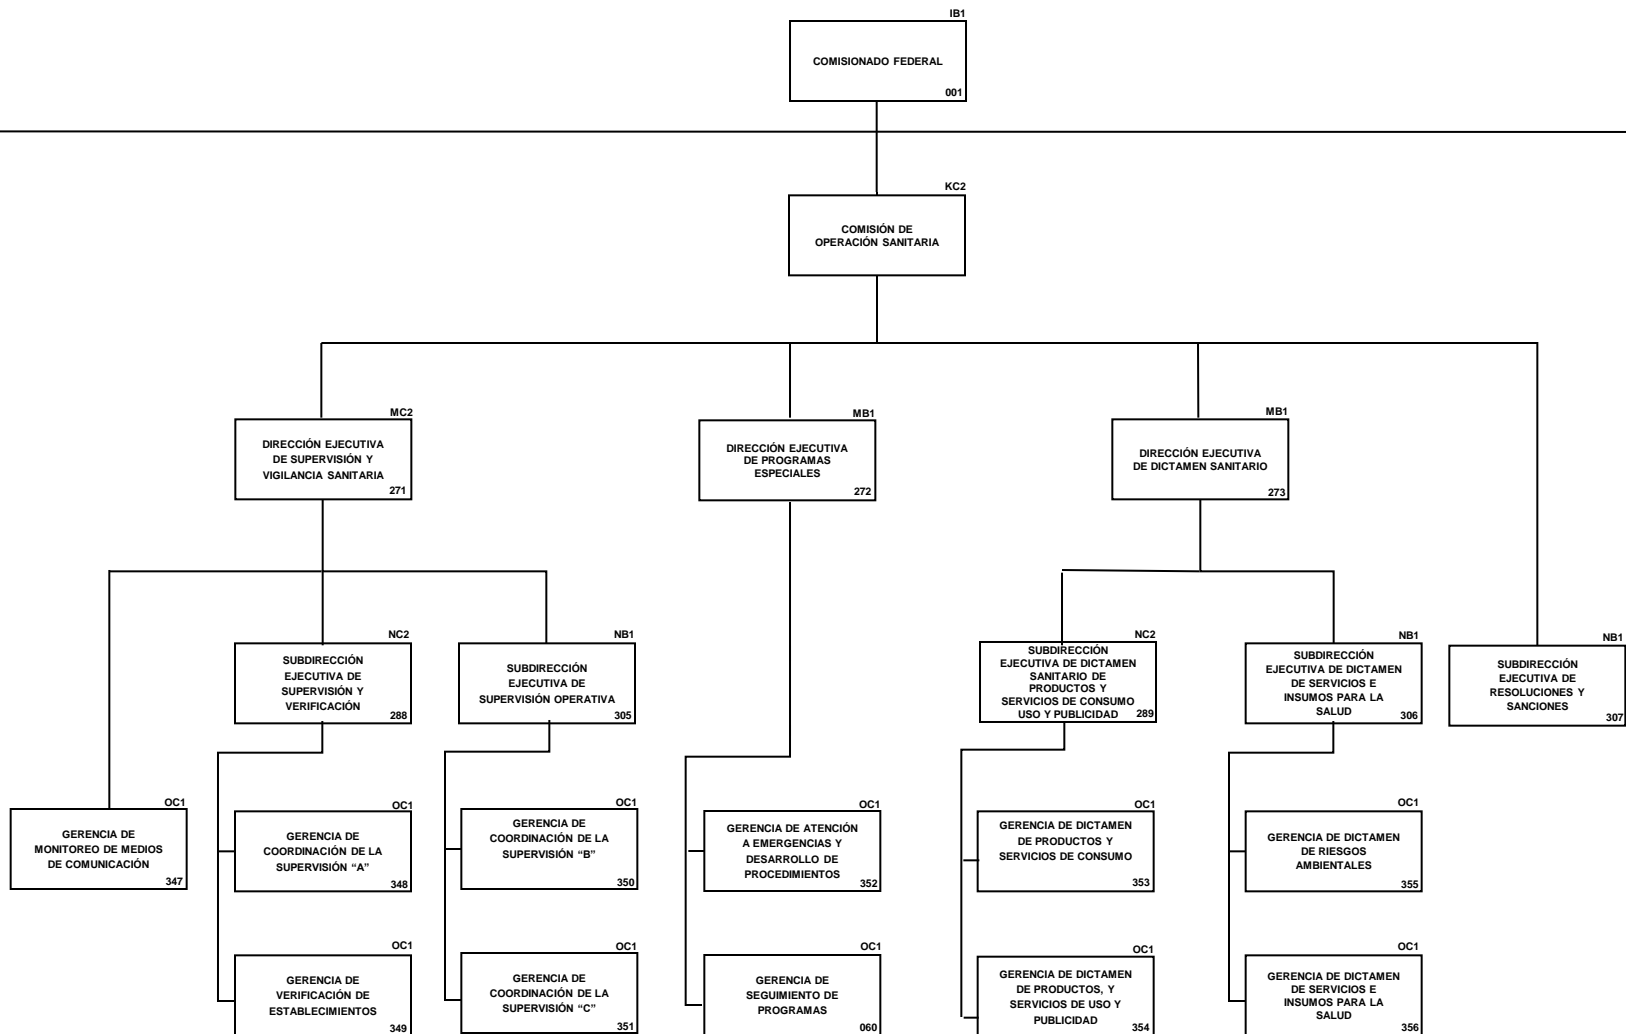 IB1
COMISIONADO FEDERAL
001
KC2
COMISIÓN DE
OPERACIÓN SANITARIA
MC2
DIRECCIÓN EJECUTIVA
DE SUPERVISIÓN Y
VIGILANCIA SANITARIA
271
MB1
DIRECCIÓN EJECUTIVA
DE PROGRAMAS
ESPECIALES
272
MB1
DIRECCIÓN EJECUTIVA
DE DICTAMEN SANITARIO
273
NC2
SUBDIRECCIÓN
EJECUTIVA DE
SUPERVISIÓN Y
VERIFICACIÓN
288
NB1
SUBDIRECCIÓN
EJECUTIVA DE
SUPERVISIÓN OPERATIVA
305
NC2
SUBDIRECCIÓN
EJECUTIVA DE DICTAMEN
SANITARIO DE
PRODUCTOS Y
SERVICIOS DE CONSUMO
USO Y PUBLICIDAD
289
NB1
SUBDIRECCIÓN
EJECUTIVA DE DICTAMEN
DE SERVICIOS E
INSUMOS PARA LA
SALUD
306
NB1
SUBDIRECCIÓN
EJECUTIVA DE
RESOLUCIONES Y
SANCIONES
307
OC1
GERENCIA DE
MONITOREO DE MEDIOS
DE COMUNICACIÓN
347
OC1
GERENCIA DE
COORDINACIÓN DE LA
SUPERVISIÓN “A”
348
OC1
GERENCIA DE
COORDINACIÓN DE LA
SUPERVISIÓN “B”
350
OC1
GERENCIA DE ATENCIÓN
A EMERGENCIAS Y
DESARROLLO DE
PROCEDIMIENTOS
352
OC1
GERENCIA DE DICTAMEN
DE PRODUCTOS Y
SERVICIOS DE CONSUMO
353
OC1
GERENCIA DE DICTAMEN
DE RIESGOS
AMBIENTALES
355
OC1
GERENCIA DE
VERIFICACIÓN DE
ESTABLECIMIENTOS
349
OC1
GERENCIA DE
COORDINACIÓN DE LA
SUPERVISIÓN “C”
351
OC1
GERENCIA DE
SEGUIMIENTO DE
PROGRAMAS
060
OC1
GERENCIA DE DICTAMEN
DE PRODUCTOS, Y
SERVICIOS DE USO Y
PUBLICIDAD
354
OC1
GERENCIA DE DICTAMEN
DE SERVICIOS E
INSUMOS PARA LA
SALUD
356